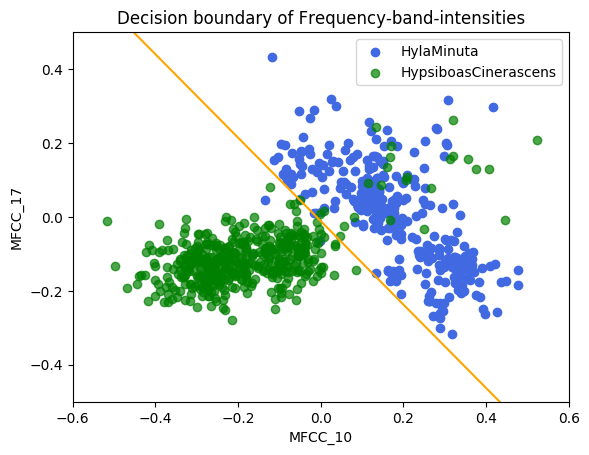 Decision boundary of Frequency-band-intensities
HylaMinuta
HypsiboasCinerascens
MFCC_17
0.4
0.2
0.0
−0.2
−0.4
−0.6
−0.4
−0.2
0.0
0.2
0.4
0.6
MFCC_10